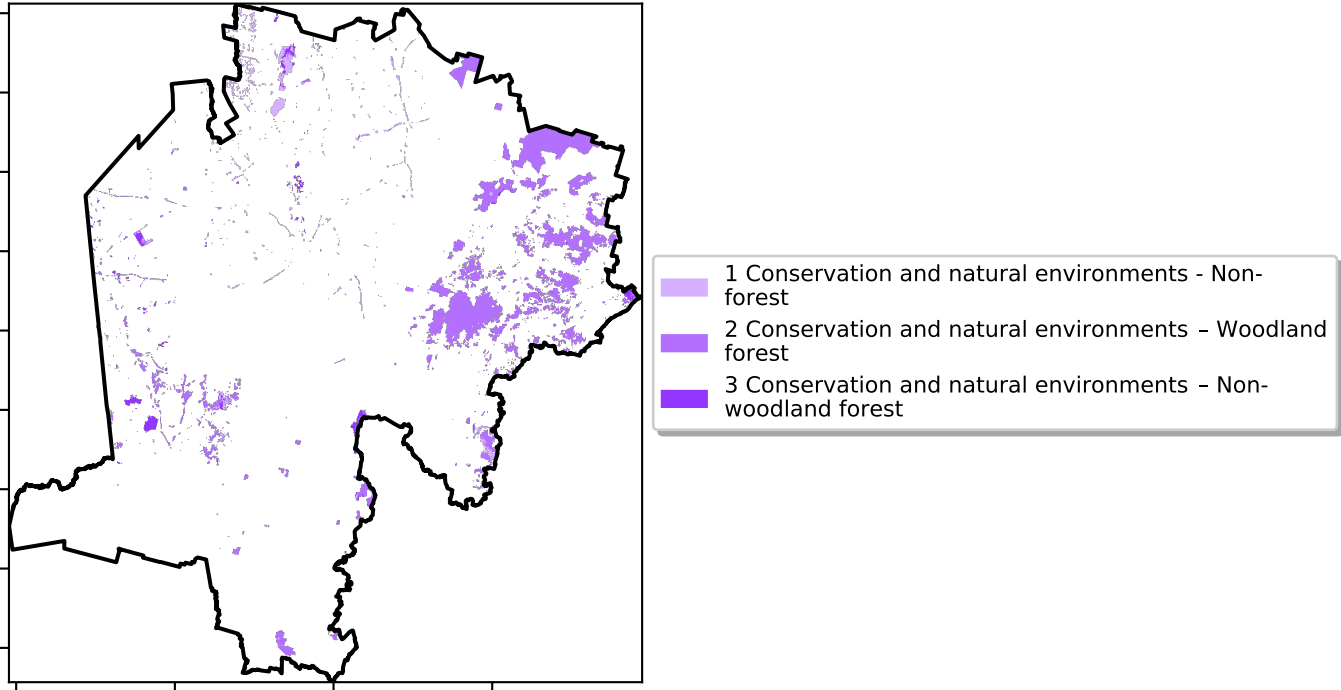 1 Conservation and natural environments - Non-
forest
2 Conservation and natural environments – Woodland
forest
3 Conservation and natural environments – Non-
woodland forest